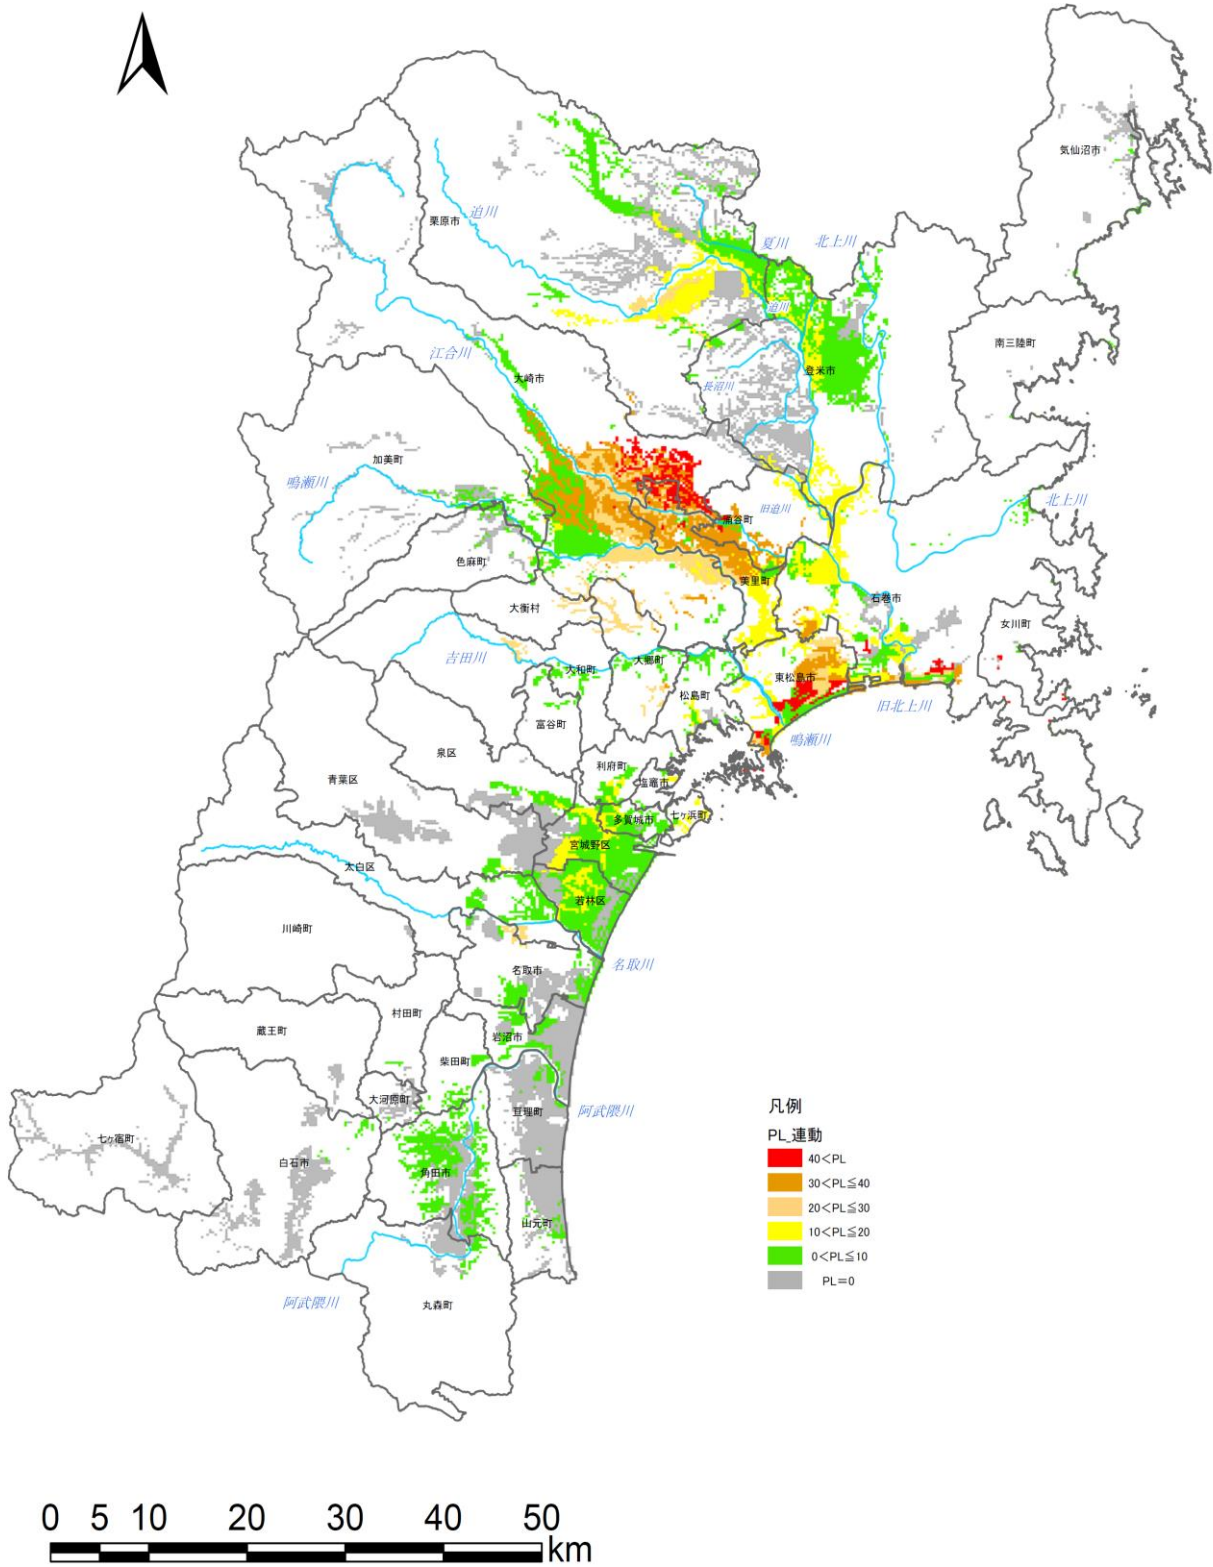 気仙沼市
栗原市
迫川
夏川
北上川
迫川
南三陸町
江合川
大崎市
長沼川
登米市
加美町
鳴瀬川
旧迫川
涌谷町
北上川
色麻町
美里町
大衡村
石巻市
女川町
吉田川
大和町
大郷町
東松島市
松島町
旧北上川
富谷町
鳴瀬川
泉区
利府町
青葉区
塩竈市
多賀城市
七ヶ浜町
宮城野区
太白区
若林区
川崎町
名取川
名取市
村田町
蔵王町
岩沼市
柴田町
大河原町
亘理町
阿武隈川
七ヶ宿町
白石市
角田市
山元町
阿武隈川
丸森町
凡例
PL_連動
40<PL
30<PL≦40
20<PL≦30
10<PL≦20
0<PL≦10
PL=0
0 5 10 20 30 40 50
km